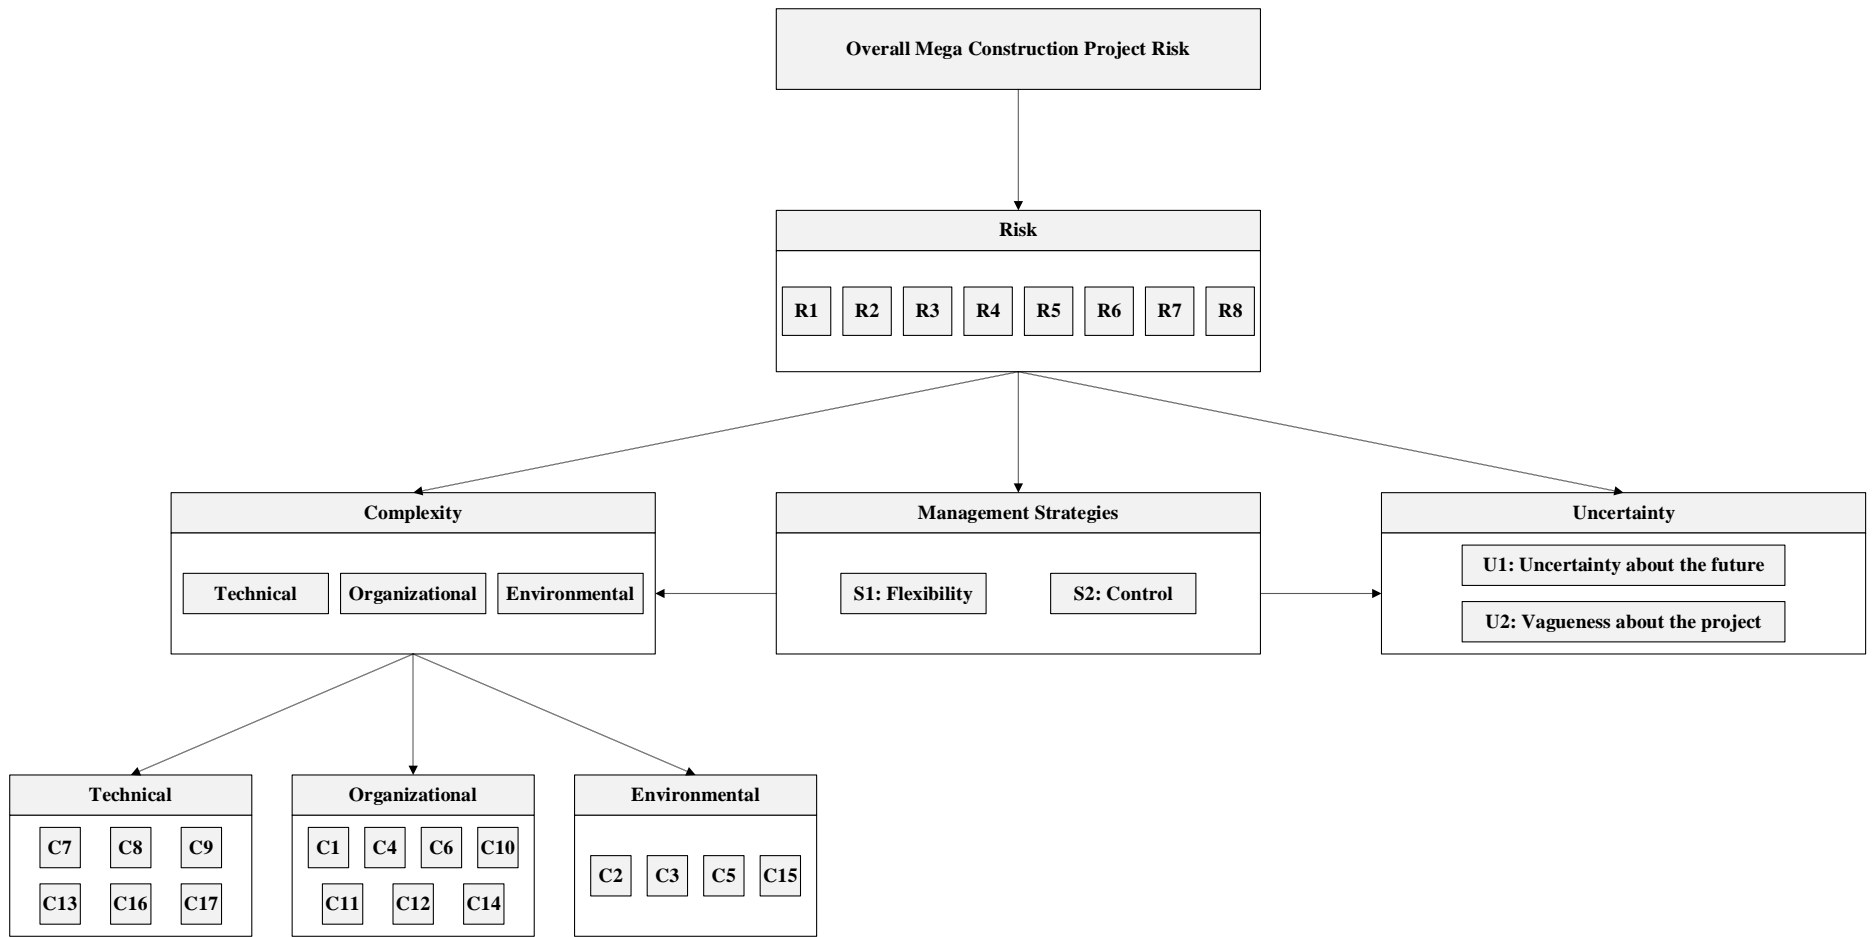 Overall Mega Construction Project Risk
Risk
R1 R2 R3 R4 R5 R6 R7 R8
Complexity
Technical Organizational Environmental
Management Strategies
S1: Flexibility S2: Control
Uncertainty
U1: Uncertainty about the future
U2: Vagueness about the project
Technical
C7 C8 C9
C13 C16 C17
Organizational
C1 C4 C6 C10
C11 C12 C14
Environmental
C2 C3 C5 C15